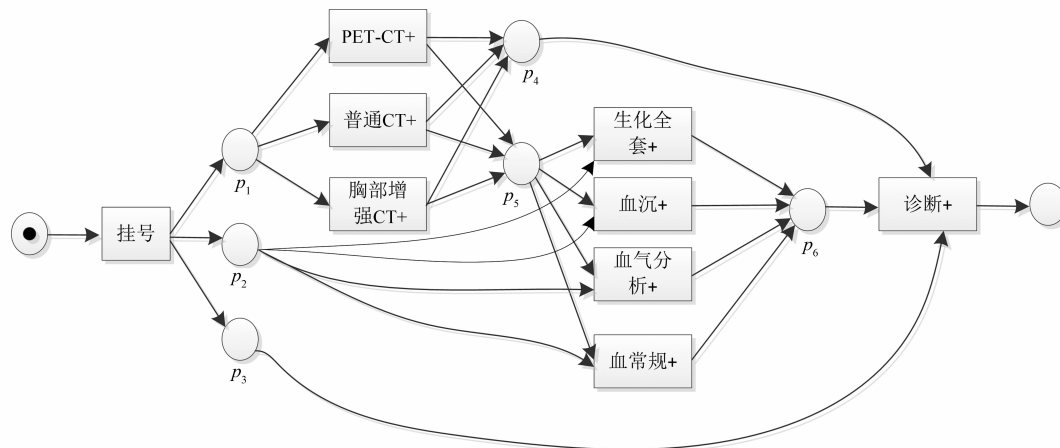 PET-CT+
p4
普通CT+
生化全
套+
p1
p5
胸部增
强CT+
血沉+
诊断+
挂号
p6
p2
血气分
析+
p3
血常规+